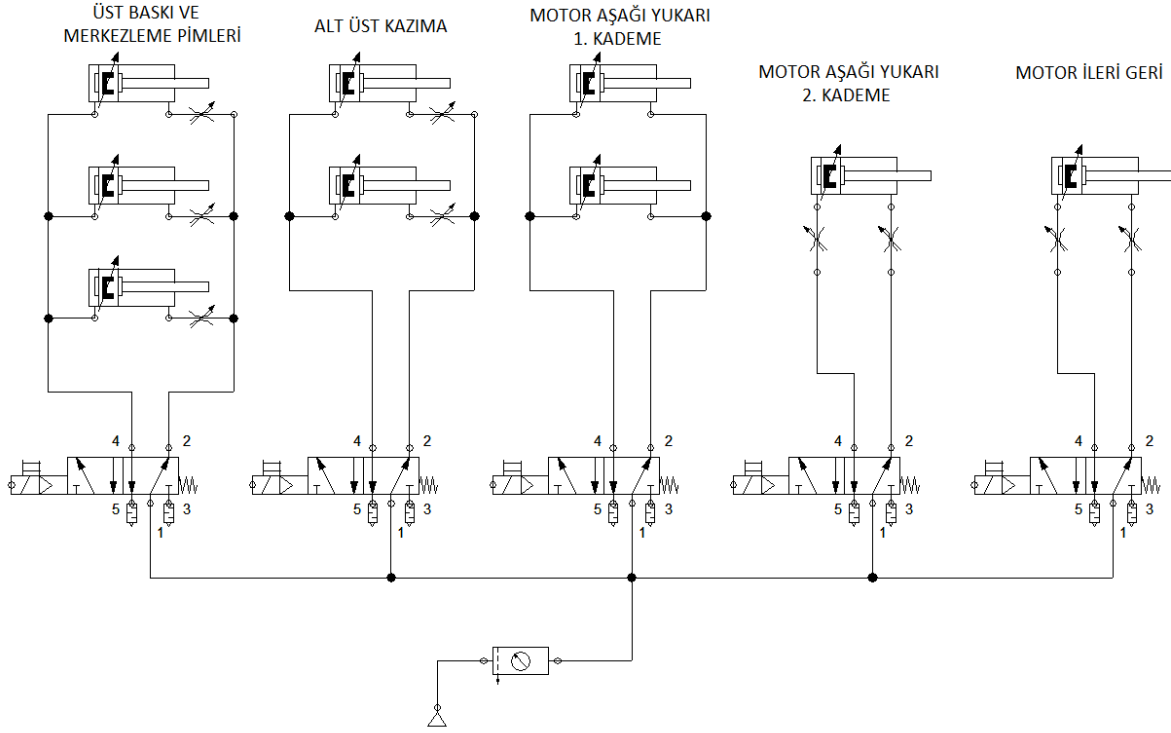 ÜST BASKI VE
MERKEZLEME PİMLERİ
ALT ÜST KAZIMA
MOTOR AŞAĞI YUKARI
1. KADEME
MOTOR AŞAĞI YUKARI
2. KADEME
MOTOR İLERİ GERİ
4 2
4 2
4 2
4 2
4 2
5 3
5 3
5 3
5 3
5 3
1
1
1
1
1